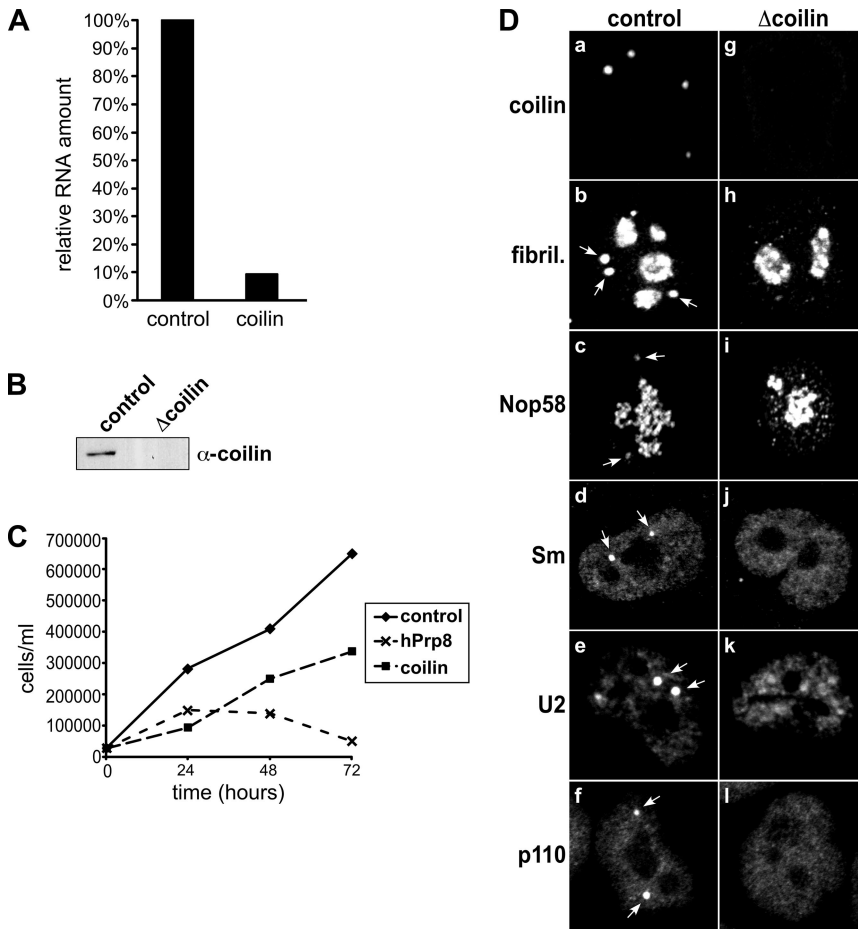 A
relative RNA amount
100%
90%
80%
70%
60%
50%
40%
30%
20%
10%
0%
control
coilin
B
control
Δcoilin
α-coilin
C
cells/ml
700000
600000
500000
400000
300000
200000
100000
0
0
24
48
72
time (hours)
control
hPrp8
coilin
D
control
Δcoilin
coilin
a
g
fibril.
b
h
Nop58
c
i
Sm
d
j
U2
e
k
p110
f
l